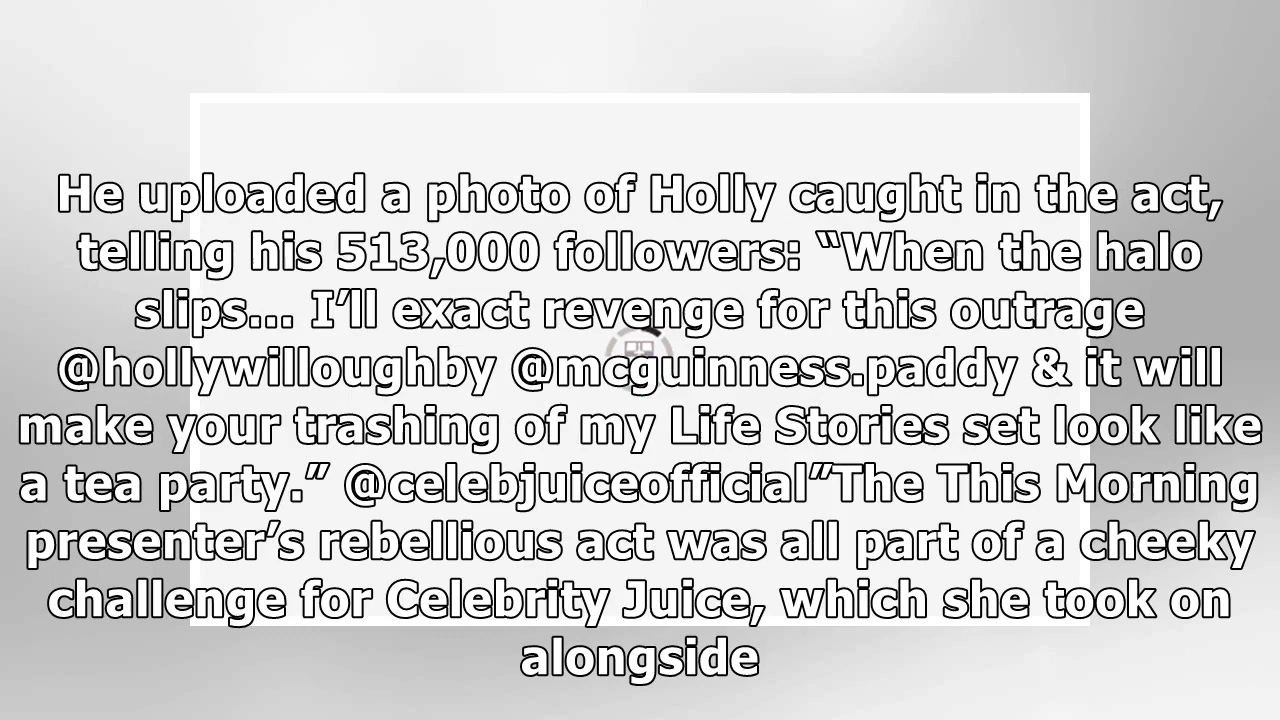 He uploaded a photo of Holly caught in the act,
telling his 513,000 followers: “When the halo
slips... I’ll exact revenge for this outrage
@hollywilloughby @mcguinness.paddy & it will
make your trashing of my Life Stories set look like
a tea party.” @celebjuiceofficial”The This Morning
presenter’s rebellious act was all part of a cheeky
challenge for Celebrity Juice, which she took on
alongside